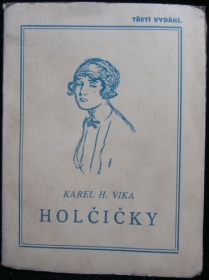 TŘETÍ VYDÁNÍ.
KAREL H. VIKA
HOLČIČKY